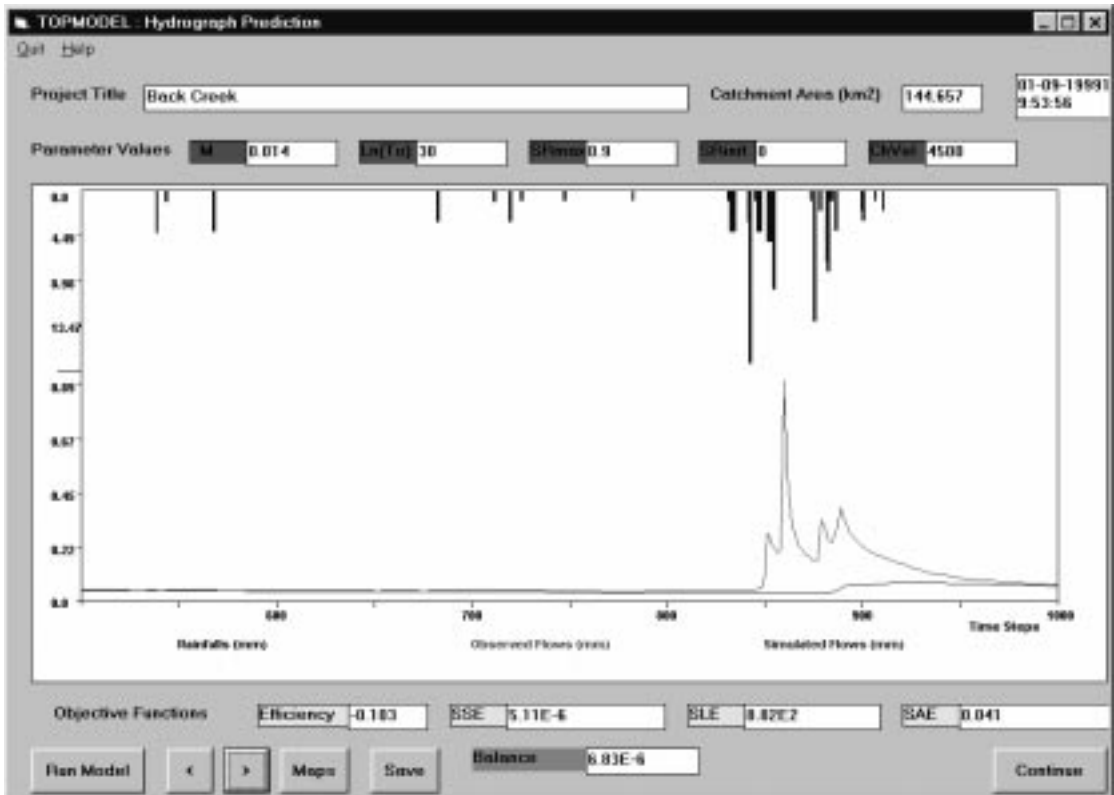 TOPMODEL : Hydrograph Prediction
Quit Help
Project Title Back Creek Catchment Area (km2) 144.657 01-09-19991
9:53:56
Parameter Values M 0.014 Ln(To) 30 SRmax 0.9 SRinit 0 ChVel 4500
0.0
4.49
8.98
13.47
0.89
0.67
0.45
0.22
0.0
600 700 800 900 1000
Time Steps
Rainfalls (mm) Observed Flows (mm) Simulated Flows (mm)
Objective Functions Efficiency -0.103 SSE 5.11E-6 SLE 8.02E2 SAE 0.041
Run Model < > Maps Save Balance 6.83E-6 Continue